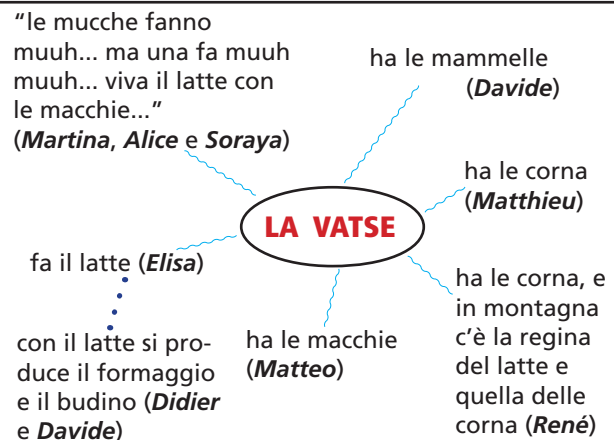 “le mucche fanno
muuh... ma una fa muuh
muuh... viva il latte con
le macchie...”
(Martina, Alice e Soraya)
ha le mammelle
(Davide)
ha le corna
(Matthieu)
LA VATSE
fa il latte (Elisa)
con il latte si pro-
duce il formaggio
e il budino (Didier
e Davide)
ha le macchie
(Matteo)
ha le corna, e
in montagna
c’è la regina
del latte e
quella delle
corna (René)